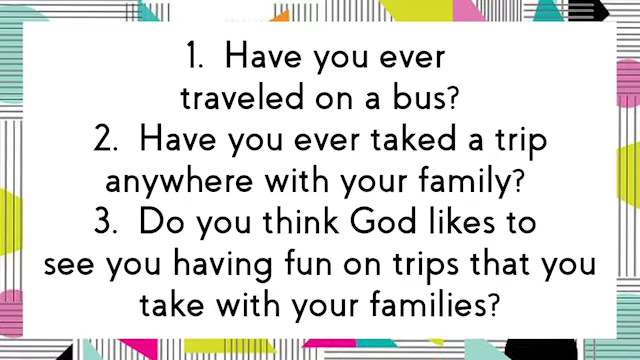 1. Have you ever
traveled on a bus?
2. Have you ever taked a trip
anywhere with your family?
3. Do you think God likes to
see you having fun on trips that you
take with your families?